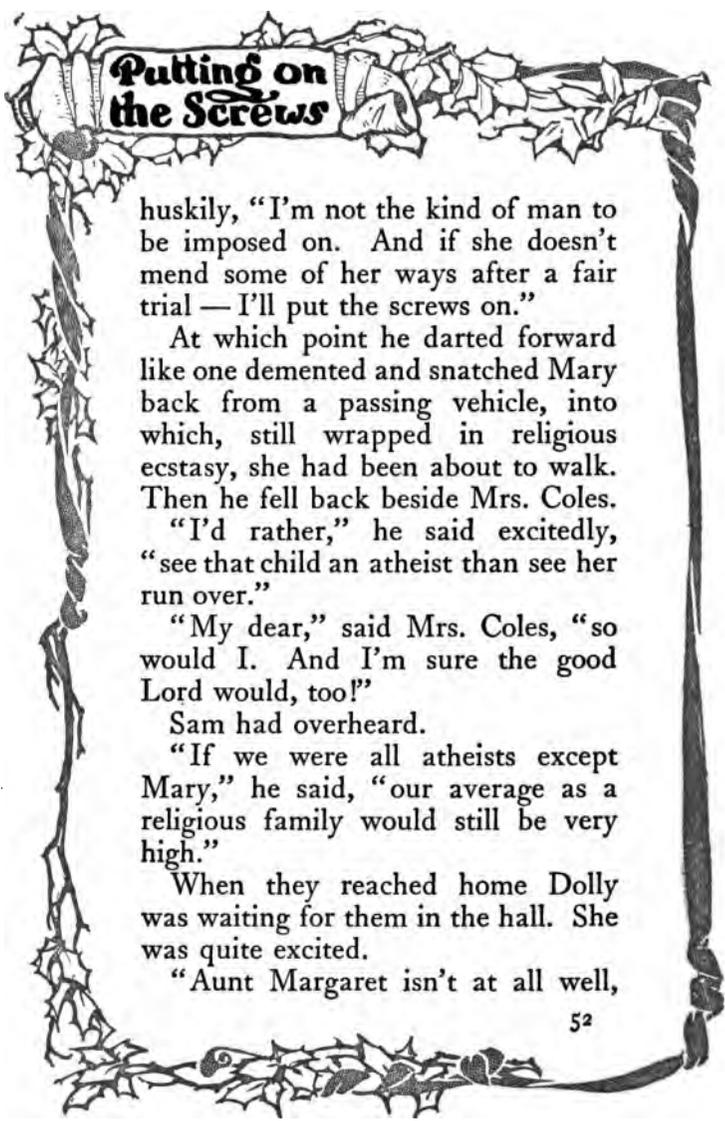 Putting on
the Screws
huskily, “I’m not the kind of man to
be imposed on. And if she doesn’t
mend some of her ways after a fair
trial — I’ll put the screws on.”
At which point he darted forward
like one demented and snatched Mary
back from a passing vehicle, into
which, still wrapped in religious
ecstasy, she had been about to walk.
Then he fell back beside Mrs. Coles.
“I’d rather,” he said excitedly,
“see that child an atheist than see her
run over.”
“My dear,” said Mrs. Coles, “so
would I. And I’m sure the good
Lord would, too!”
Sam had overheard.
“If we were all atheists except
Mary,” he said, “our average as a
religious family would still be very
high.”
When they reached home Dolly
was waiting for them in the hall. She
was quite excited.
“Aunt Margaret isn’t at all well,
52